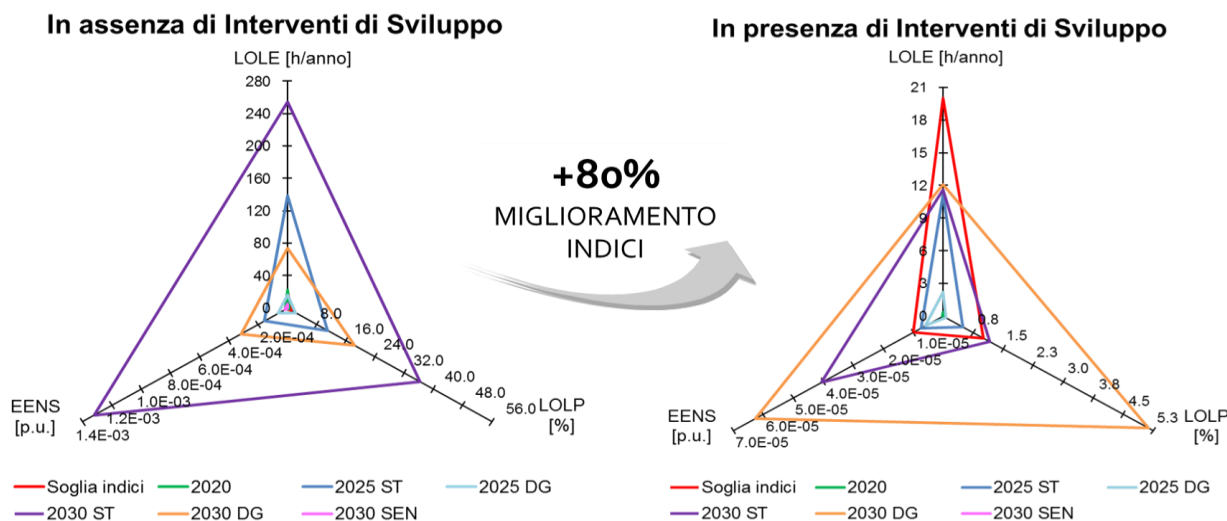 In assenza di Interventi di Sviluppo
LOLE [h/anno]
280
240
200
160
120
80
40
0
8.0
16.0
24.0
32.0
40.0
48.0
56.0
LOLP
[%]
2.0E-04
4.0E-04
6.0E-04
8.0E-04
1.0E-03
1.2E-03
1.4E-03
EENS
[p.u.]
Soglia indici
2020
2025 ST
2025 DG
2030 ST
2030 DG
2030 SEN
+80%
MIGLIORAMENTO
INDICI
In presenza di Interventi di Sviluppo
LOLE [h/anno]
21
18
15
12
9
6
3
0
0.8
1.5
2.3
3.0
3.8
4.5
5.3
LOLP
[%]
1.0E-05
2.0E-05
3.0E-05
4.0E-05
5.0E-05
6.0E-05
7.0E-05
EENS
[p.u.]
Soglia indici
2020
2025 ST
2025 DG
2030 ST
2030 DG
2030 SEN